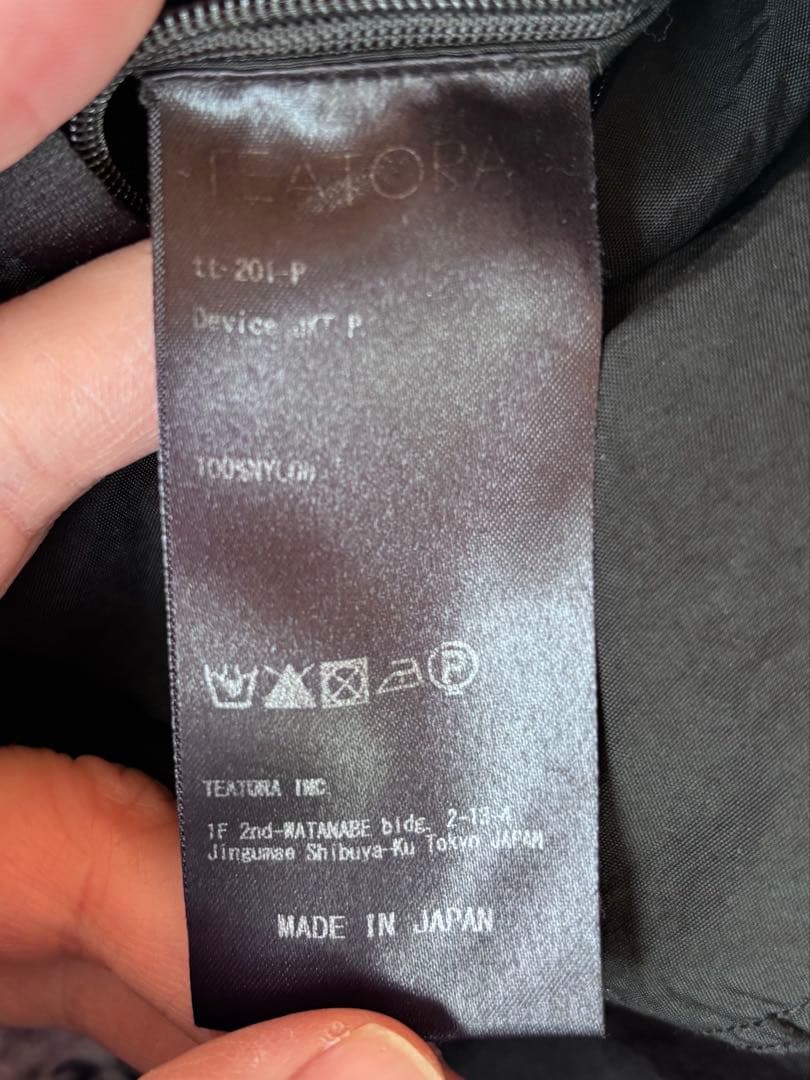 TEATORA
tt-201-P
Device JKT P
100%NYLON
P
TEATORA INC.
1F 2nd-WATANABE bldg. 2-13-4
Jingumae Shibuya-Ku Tokyo JAPAN
MADE IN JAPAN